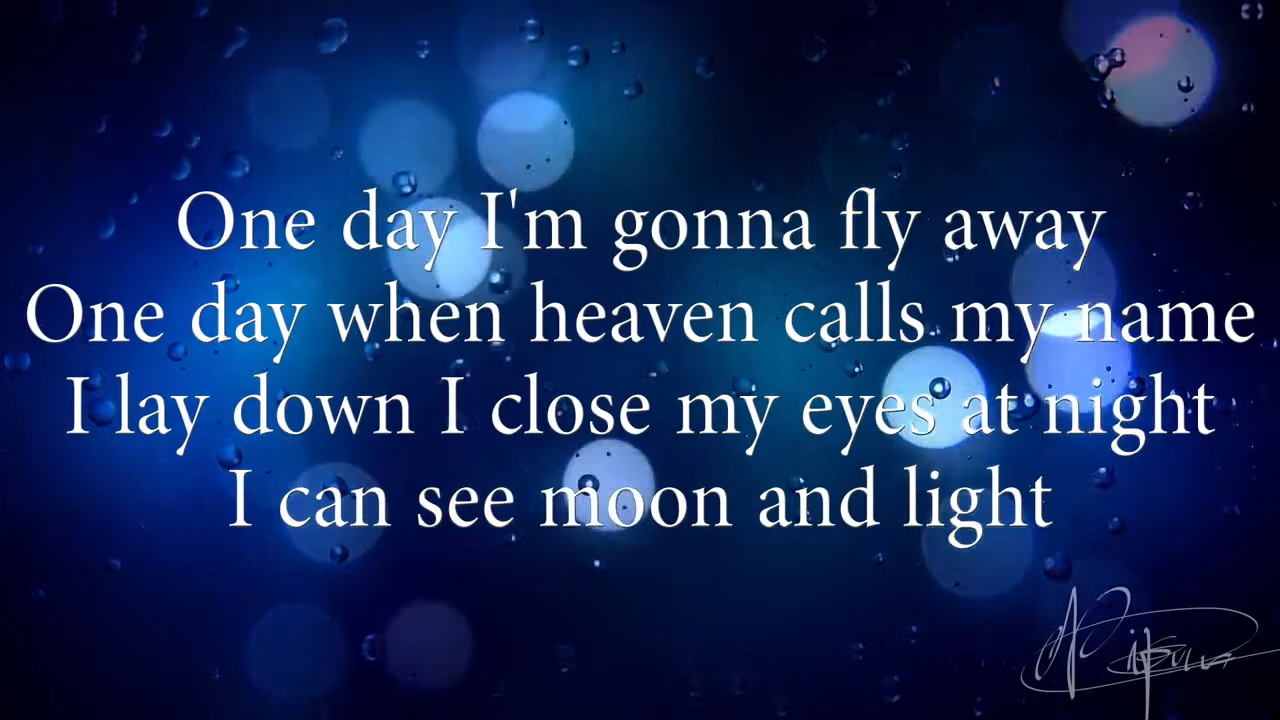 One day I'm gonna fly away
One day when heaven calls my name
I lay down I close my eyes at night
I can see moon and light